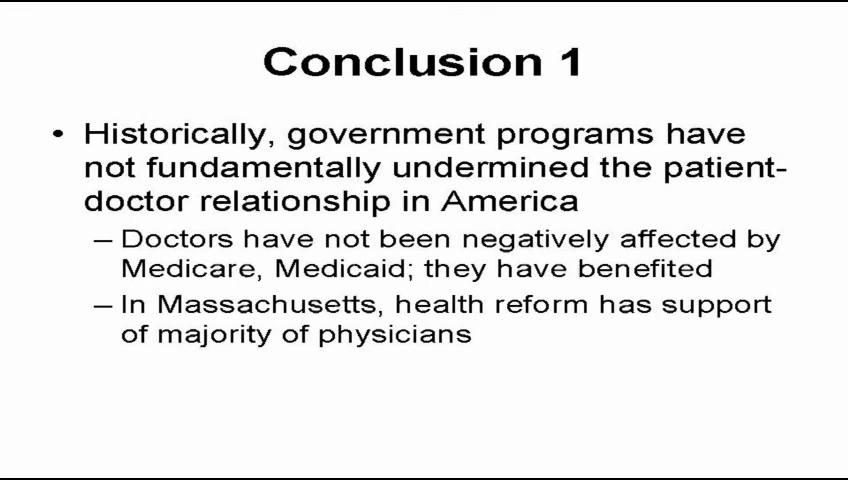 Conclusion 1
• Historically, government programs have
not fundamentally undermined the patient-
doctor relationship in America
– Doctors have not been negatively affected by
Medicare, Medicaid; they have benefited
– In Massachusetts, health reform has support
of majority of physicians